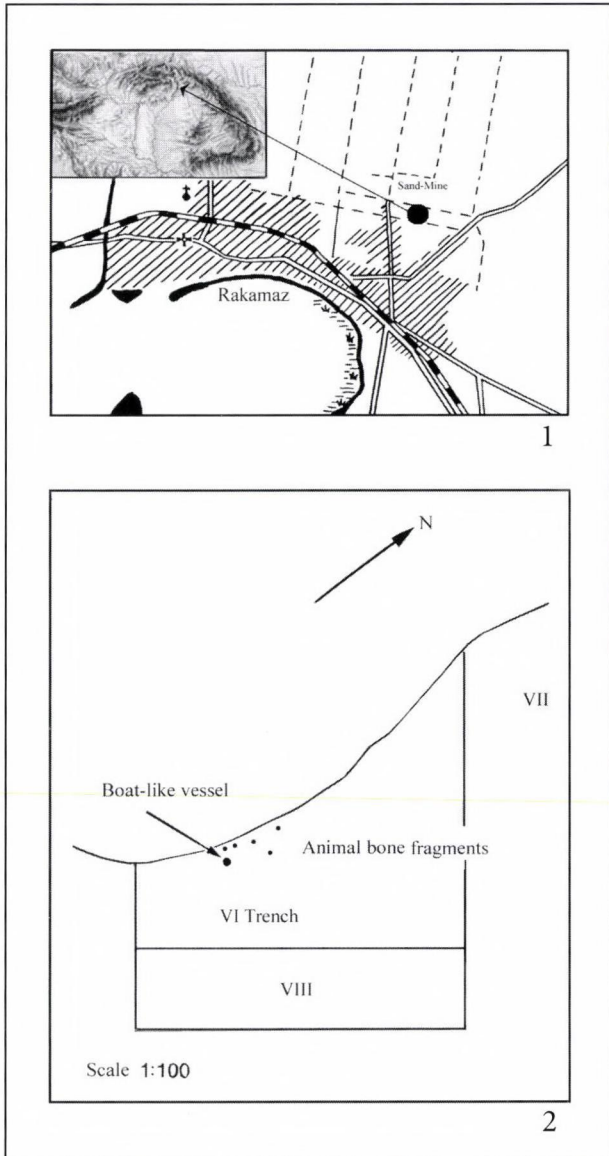 Sand-Mine
Rakamaz
1
N
VII
Boat-like vessel
Animal bone fragments
VI Trench
VIII
Scale 1:100
2